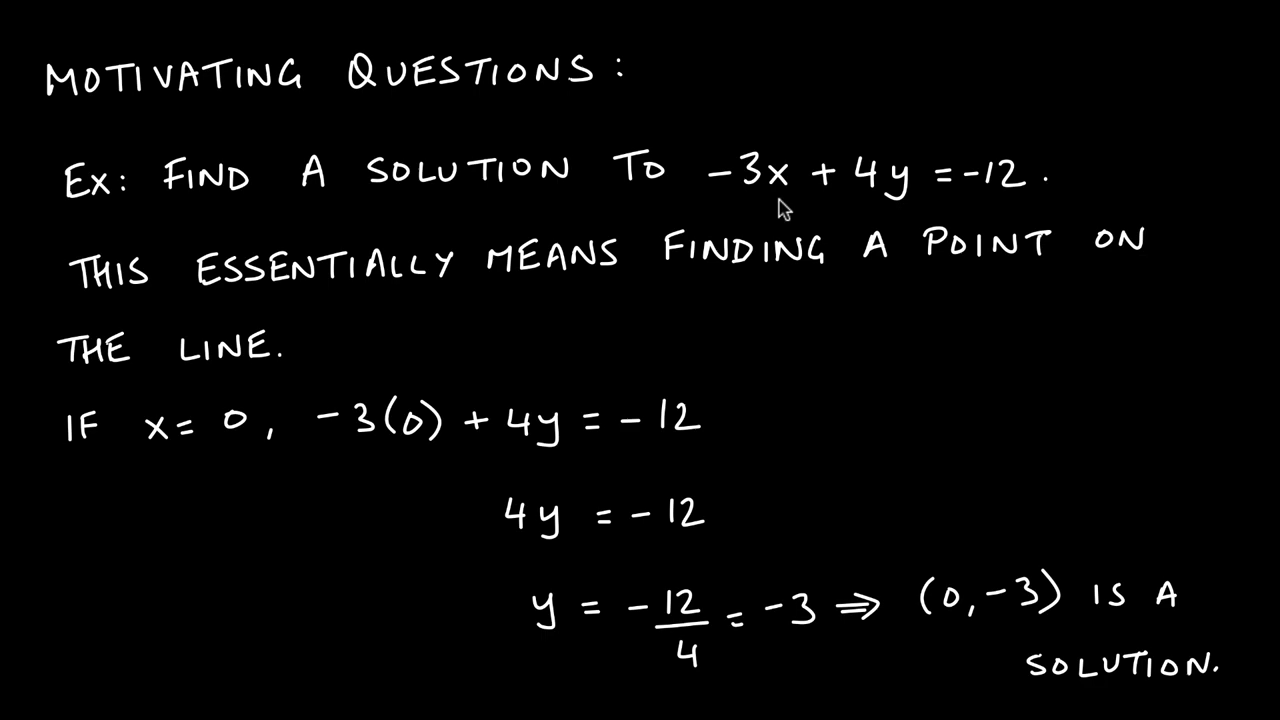 MOTIVATING QUESTIONS:
Ex: FIND A SOLUTION TO -3x + 4y = -12.
THIS ESSENTIALLY MEANS FINDING A POINT ON
THE LINE.
IF x = 0, -3(0) + 4y = -12
4y = -12
y = -12/4 = -3 ⇒ (0, -3) IS A
SOLUTION.